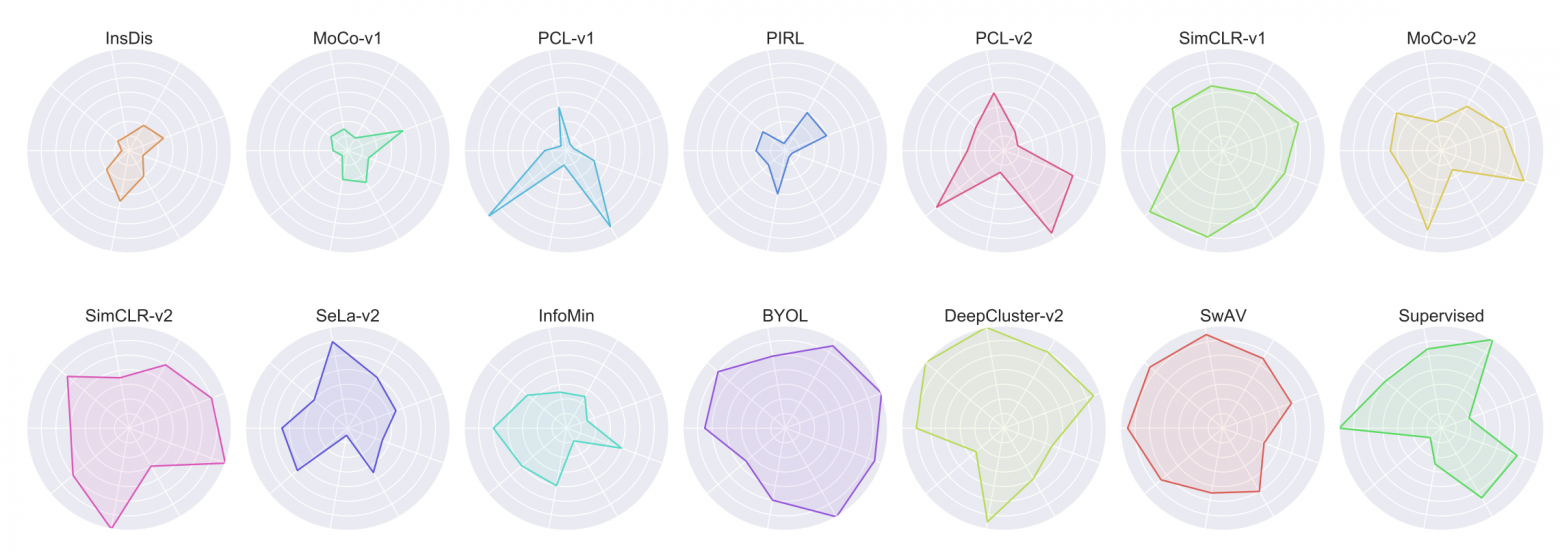 InsDis MoCo-v1 PCL-v1 PIRL PCL-v2 SimCLR-v1 MoCo-v2
SimCLR-v2 SeLa-v2 InfoMin BYOL DeepCluster-v2 SwAV Supervised